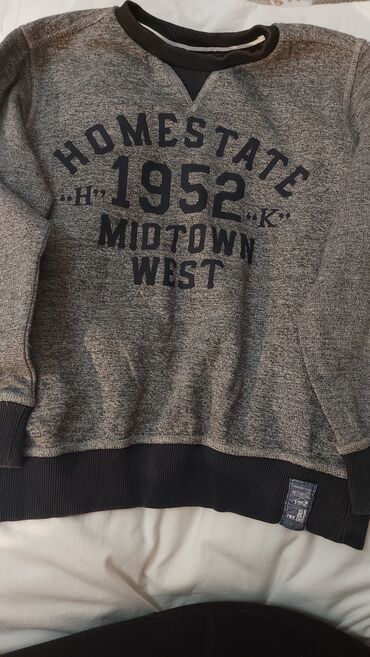 HOMESTATE
"H" 1952 "K"
MIDTOWN
WEST